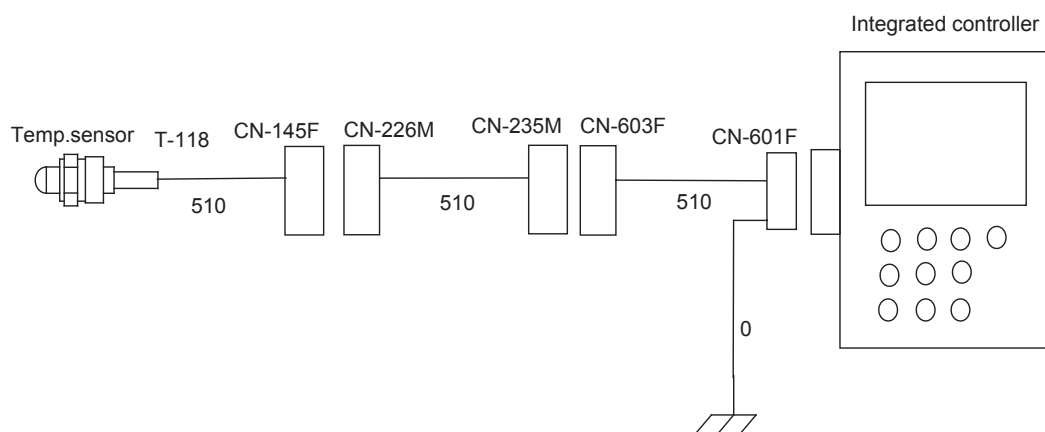 Integrated controller
Temp.sensor
T-118
CN-145F
CN-226M
CN-235M
CN-603F
CN-601F
510
510
510
0